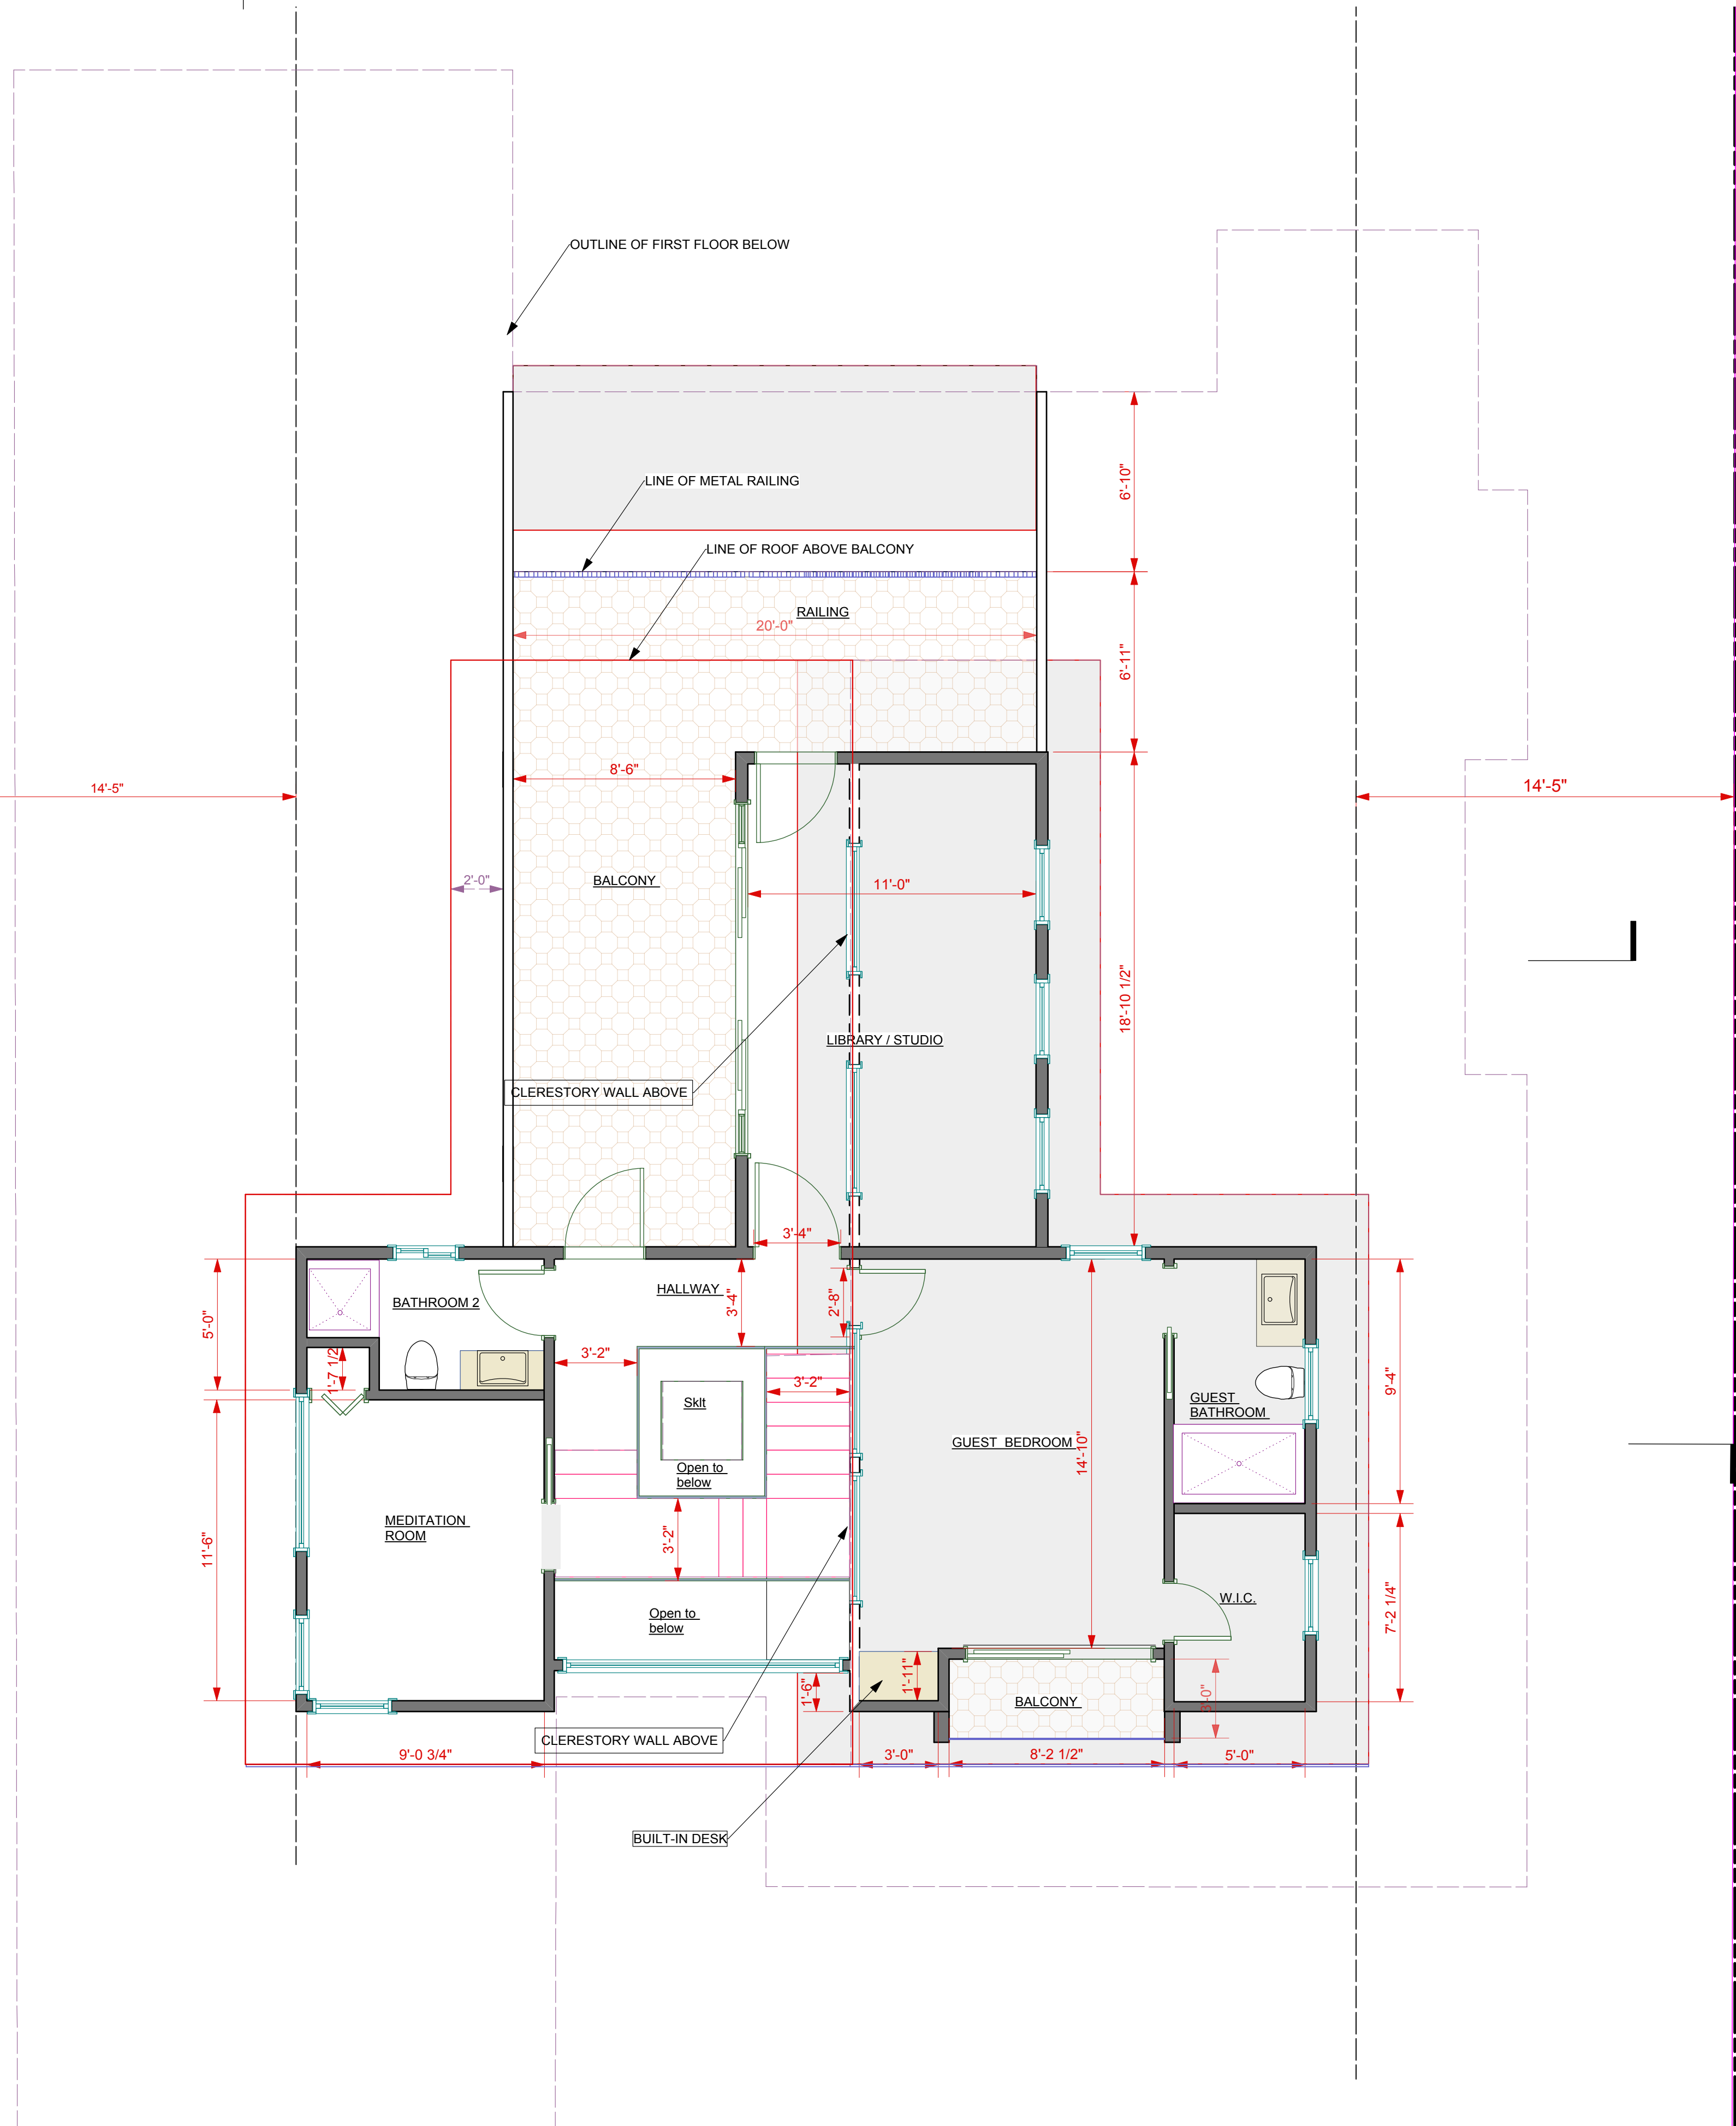 OUTLINE OF FIRST FLOOR BELOW
6'-10"
LINE OF METAL RAILING
LINE OF ROOF ABOVE BALCONY
RAILING
20'-0"
6'-11"
8'-6"
14'-5"
14'-5"
2'-0"
BALCONY
11'-0"
18'-10 1/2"
LIBRARY / STUDIO
CLERESTORY WALL ABOVE
3'-4"
HALLWAY
3'-4"
2'-8"
BATHROOM 2
5'-0"
1'-7 1/2
3'-2"
3'-2"
Sklt
9'-4"
GUEST
BATHROOM
GUEST BEDROOM
14'-10"
Open to
below
MEDITATION
ROOM
11'-6"
3'-2"
7'-2 1/4"
W.I.C.
Open to
below
1'-11"
1'-6"
BALCONY
3'-0"
CLERESTORY WALL ABOVE
9'-0 3/4"
3'-0"
8'-2 1/2"
5'-0"
BUILT-IN DESK